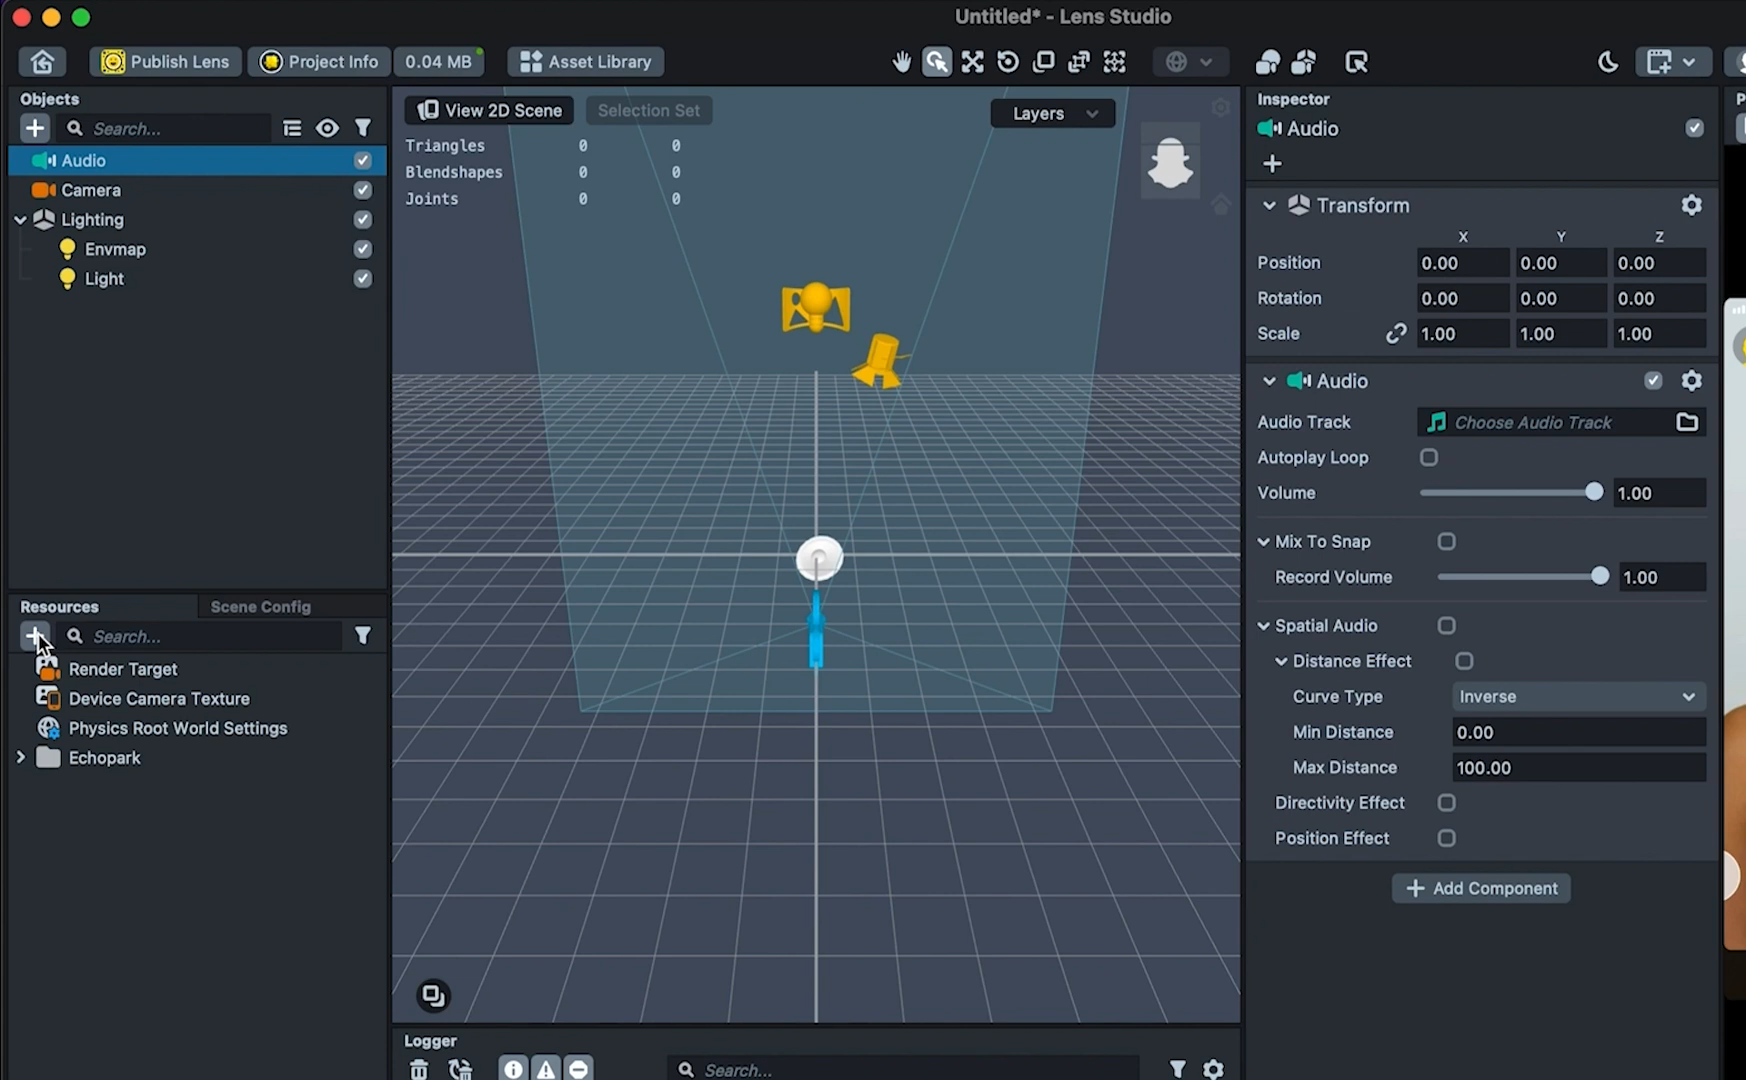 Untitled* - Lens Studio
Publish Lens
Project Info
0.04 MB
Asset Library
Objects
Search...
Audio
Camera
Lighting
Envmap
Light
Resources
Scene Config
Search...
Render Target
Device Camera Texture
Physics Root World Settings
Echopark
View 2D Scene
Selection Set
Layers
Triangles 0 0
Blendshapes 0 0
Joints 0 0
Logger
Search...
Inspector
Audio
Transform
X Y Z
Position 0.00 0.00 0.00
Rotation 0.00 0.00 0.00
Scale 1.00 1.00 1.00
Audio
Audio Track Choose Audio Track
Autoplay Loop
Volume 1.00
Mix To Snap
Record Volume 1.00
Spatial Audio
Distance Effect
Curve Type Inverse
Min Distance 0.00
Max Distance 100.00
Directivity Effect
Position Effect
+ Add Component
P